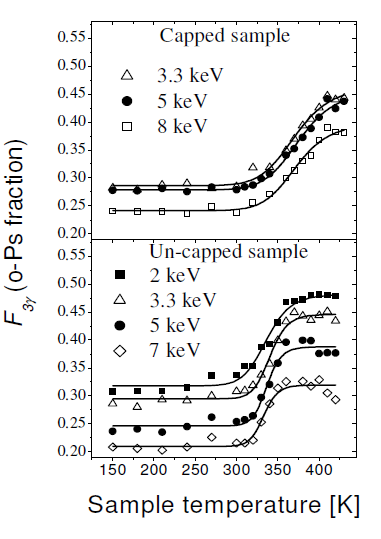 Capped sample
0.55
3.3 keV
0.50
5 keV
0.45
8 keV
0.40
0.35
0.30
0.25
0.20
F3γ (o-Ps fraction)
Un-capped sample
0.55
2 keV
0.50
3.3 keV
0.45
5 keV
0.40
7 keV
0.35
0.30
0.25
0.20
150 200 250 300 350 400
Sample temperature [K]